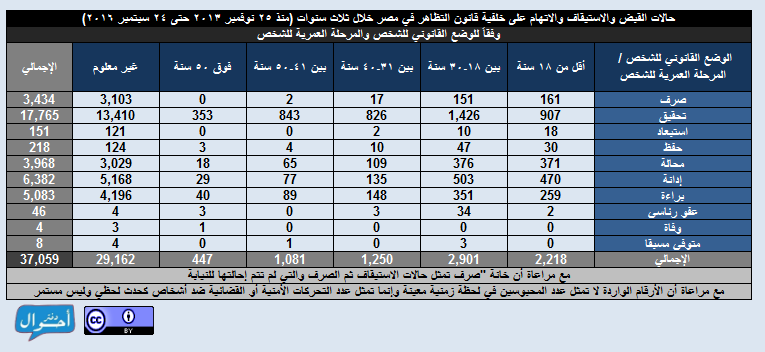 حالات القبض والاستيقاف والاتهام على خلفية قانون التظاهر في مصر خلال ثلاث سنوات (منذ ٢٥ نوفمبر ٢٠١٣ حتى ٢٤ سبتمبر ٢٠١٦)
وفقاً للوضع القانوني للشخص والمرحلة العمرية للشخص
الوضع القانوني للشخص / المرحلة العمرية للشخص أقل من ١٨ سنة بين ١٨-٣٠ سنة بين ٣١-٤٠ سنة بين ٤١-٥٠ سنة فوق ٥٠ سنة غير معلوم الإجمالي
صرف 161 151 17 2 0 3,103 3,434
تحقيق 907 1,426 826 843 353 13,410 17,765
استبعاد 18 10 2 0 0 121 151
حفظ 30 47 10 4 3 124 218
محالة 371 376 109 65 18 3,029 3,968
إدانة 470 503 135 77 29 5,168 6,382
براءة 259 351 148 89 40 4,196 5,083
عفو رئاسى 2 34 3 0 3 4 46
وفاة 0 0 0 0 1 3 4
متوفى مسبقا 0 3 0 1 0 4 8
الإجمالي 2,218 2,901 1,250 1,081 447 29,162 37,059
مع مراعاة أن خانة "صرف تمثل حالات الاستيقاف ثم الصرف والتي لم تتم إحالتها للنيابة
مع مراعاة أن الأرقام الواردة لا تمثل عدد المحبوسين في لحظة زمنية معينة وإنما تمثل عدد التحركات الأمنية أو القضائية ضد أشخاص كحدث لحظي وليس مستمر
دفتر أحوال
cc BY